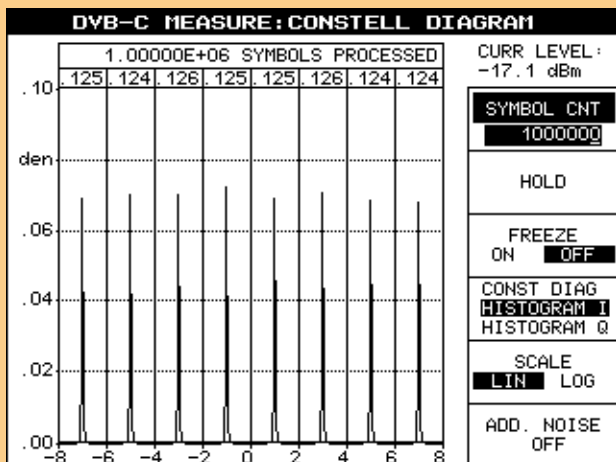 DVB-C MEASURE:CONSTELL DIAGRAM
1.00000E+06 SYMBOLS PROCESSED
.125 .124 .126 .125 .125 .126 .124 .124
.10
den
.06
.04
.02
.00
-8 -6 -4 -2 0 2 4 6 8
CURR LEVEL:
-17.1 dBm
SYMBOL CNT
1000000
HOLD
FREEZE
ON OFF
CONST DIAG
HISTOGRAM I
HISTOGRAM Q
SCALE
LIN LOG
ADD. NOISE
OFF